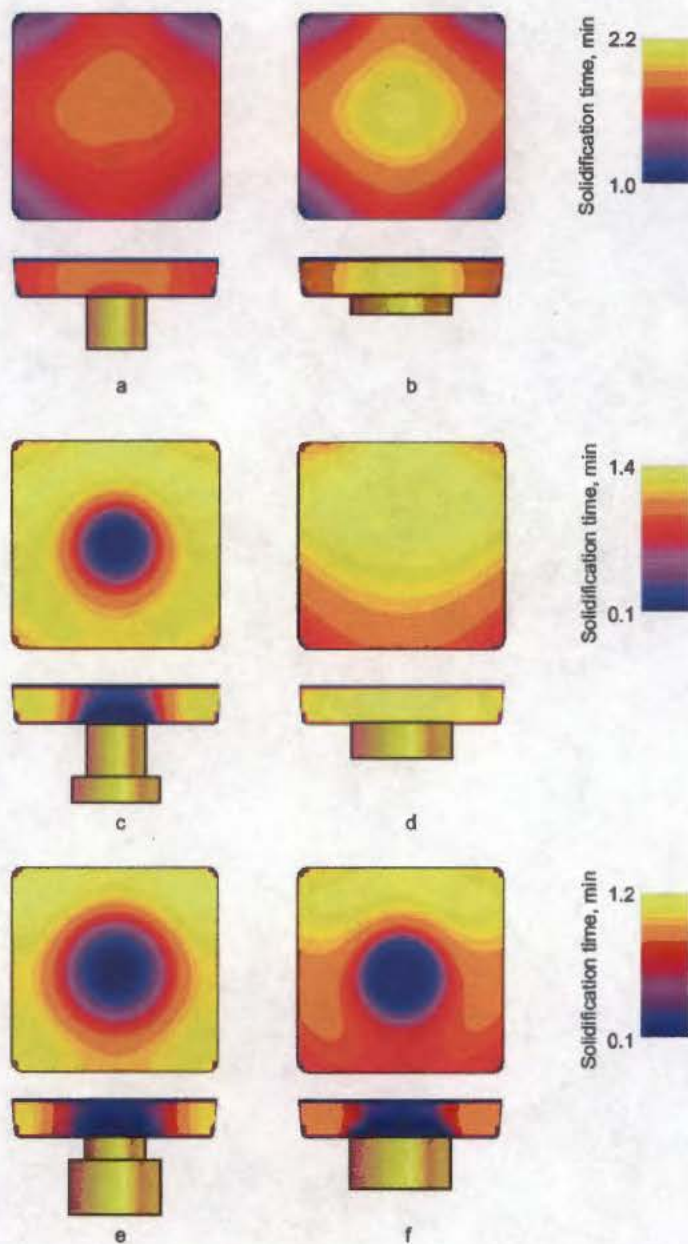 2.2
Solidification time, min
1.0
a b
1.4
Solidification time, min
0.1
c d
1.2
Solidification time, min
0.1
e f